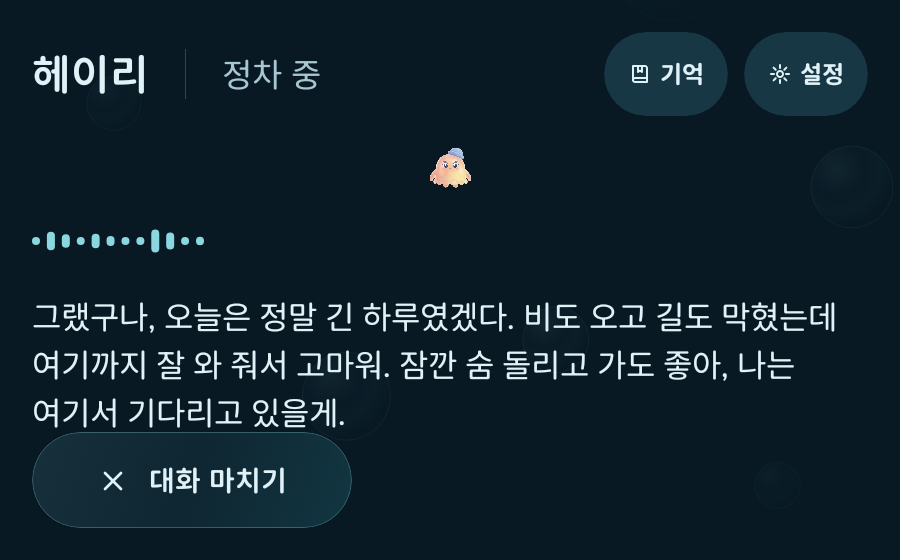 헤이리
정차 중
기억
설정
그랬구나, 오늘은 정말 긴 하루였겠다. 비도 오고 길도 막혔는데
여기까지 잘 와 줘서 고마워. 잠깐 숨 돌리고 가도 좋아, 나는
여기서 기다리고 있을게.
대화 마치기